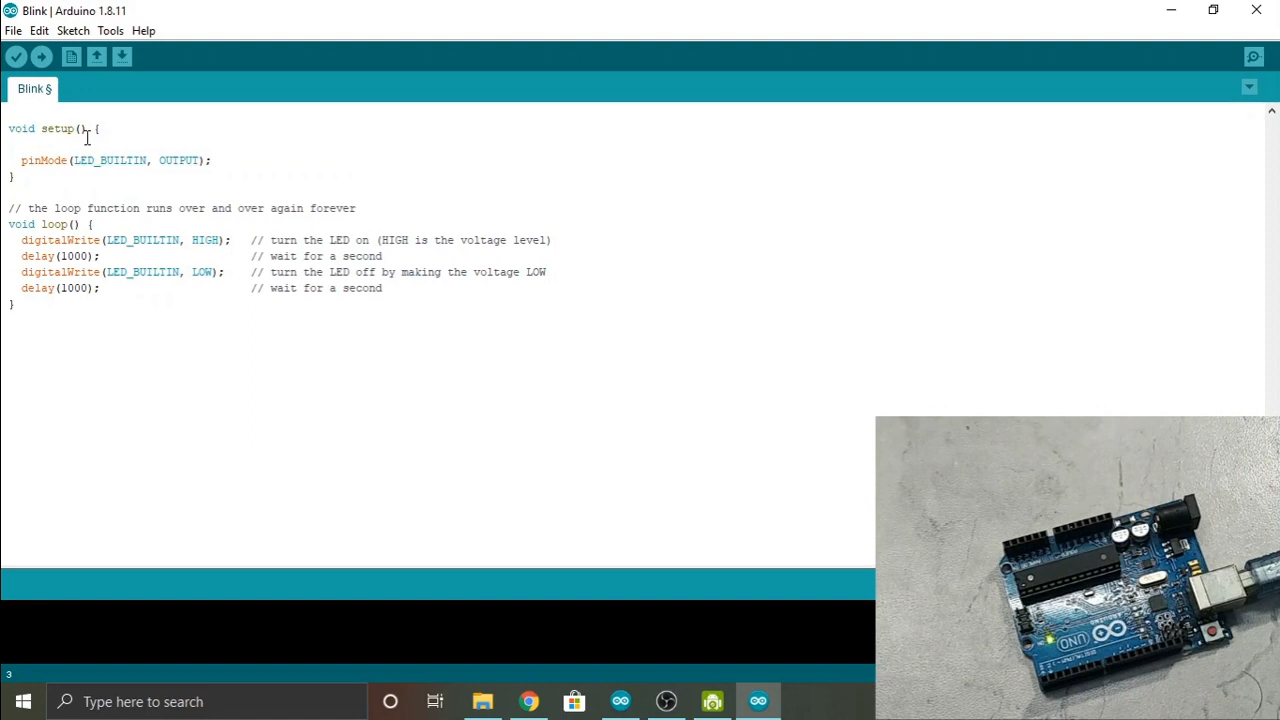 Blink | Arduino 1.8.11
File Edit Sketch Tools Help
Blink §
void setup() {
pinMode(LED_BUILTIN, OUTPUT);
}
// the loop function runs over and over again forever
void loop() {
digitalWrite(LED_BUILTIN, HIGH);   // turn the LED on (HIGH is the voltage level)
delay(1000);                       // wait for a second
digitalWrite(LED_BUILTIN, LOW);    // turn the LED off by making the voltage LOW
delay(1000);                       // wait for a second
}
UNO
ARDUINO
3
Type here to search